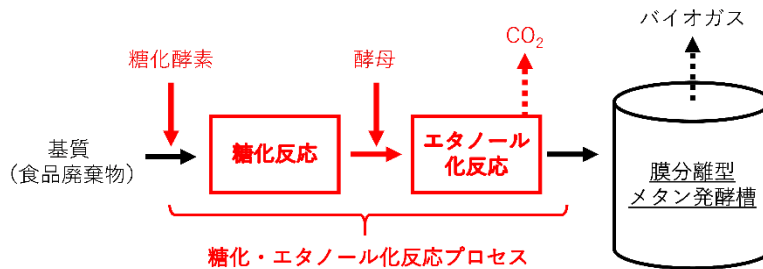 バイオガス
CO2
糖化酵素
酵母
基質
（食品廃棄物）
糖化反応
エタノール
化反応
膜分離型
メタン発酵槽
糖化・エタノール化反応プロセス